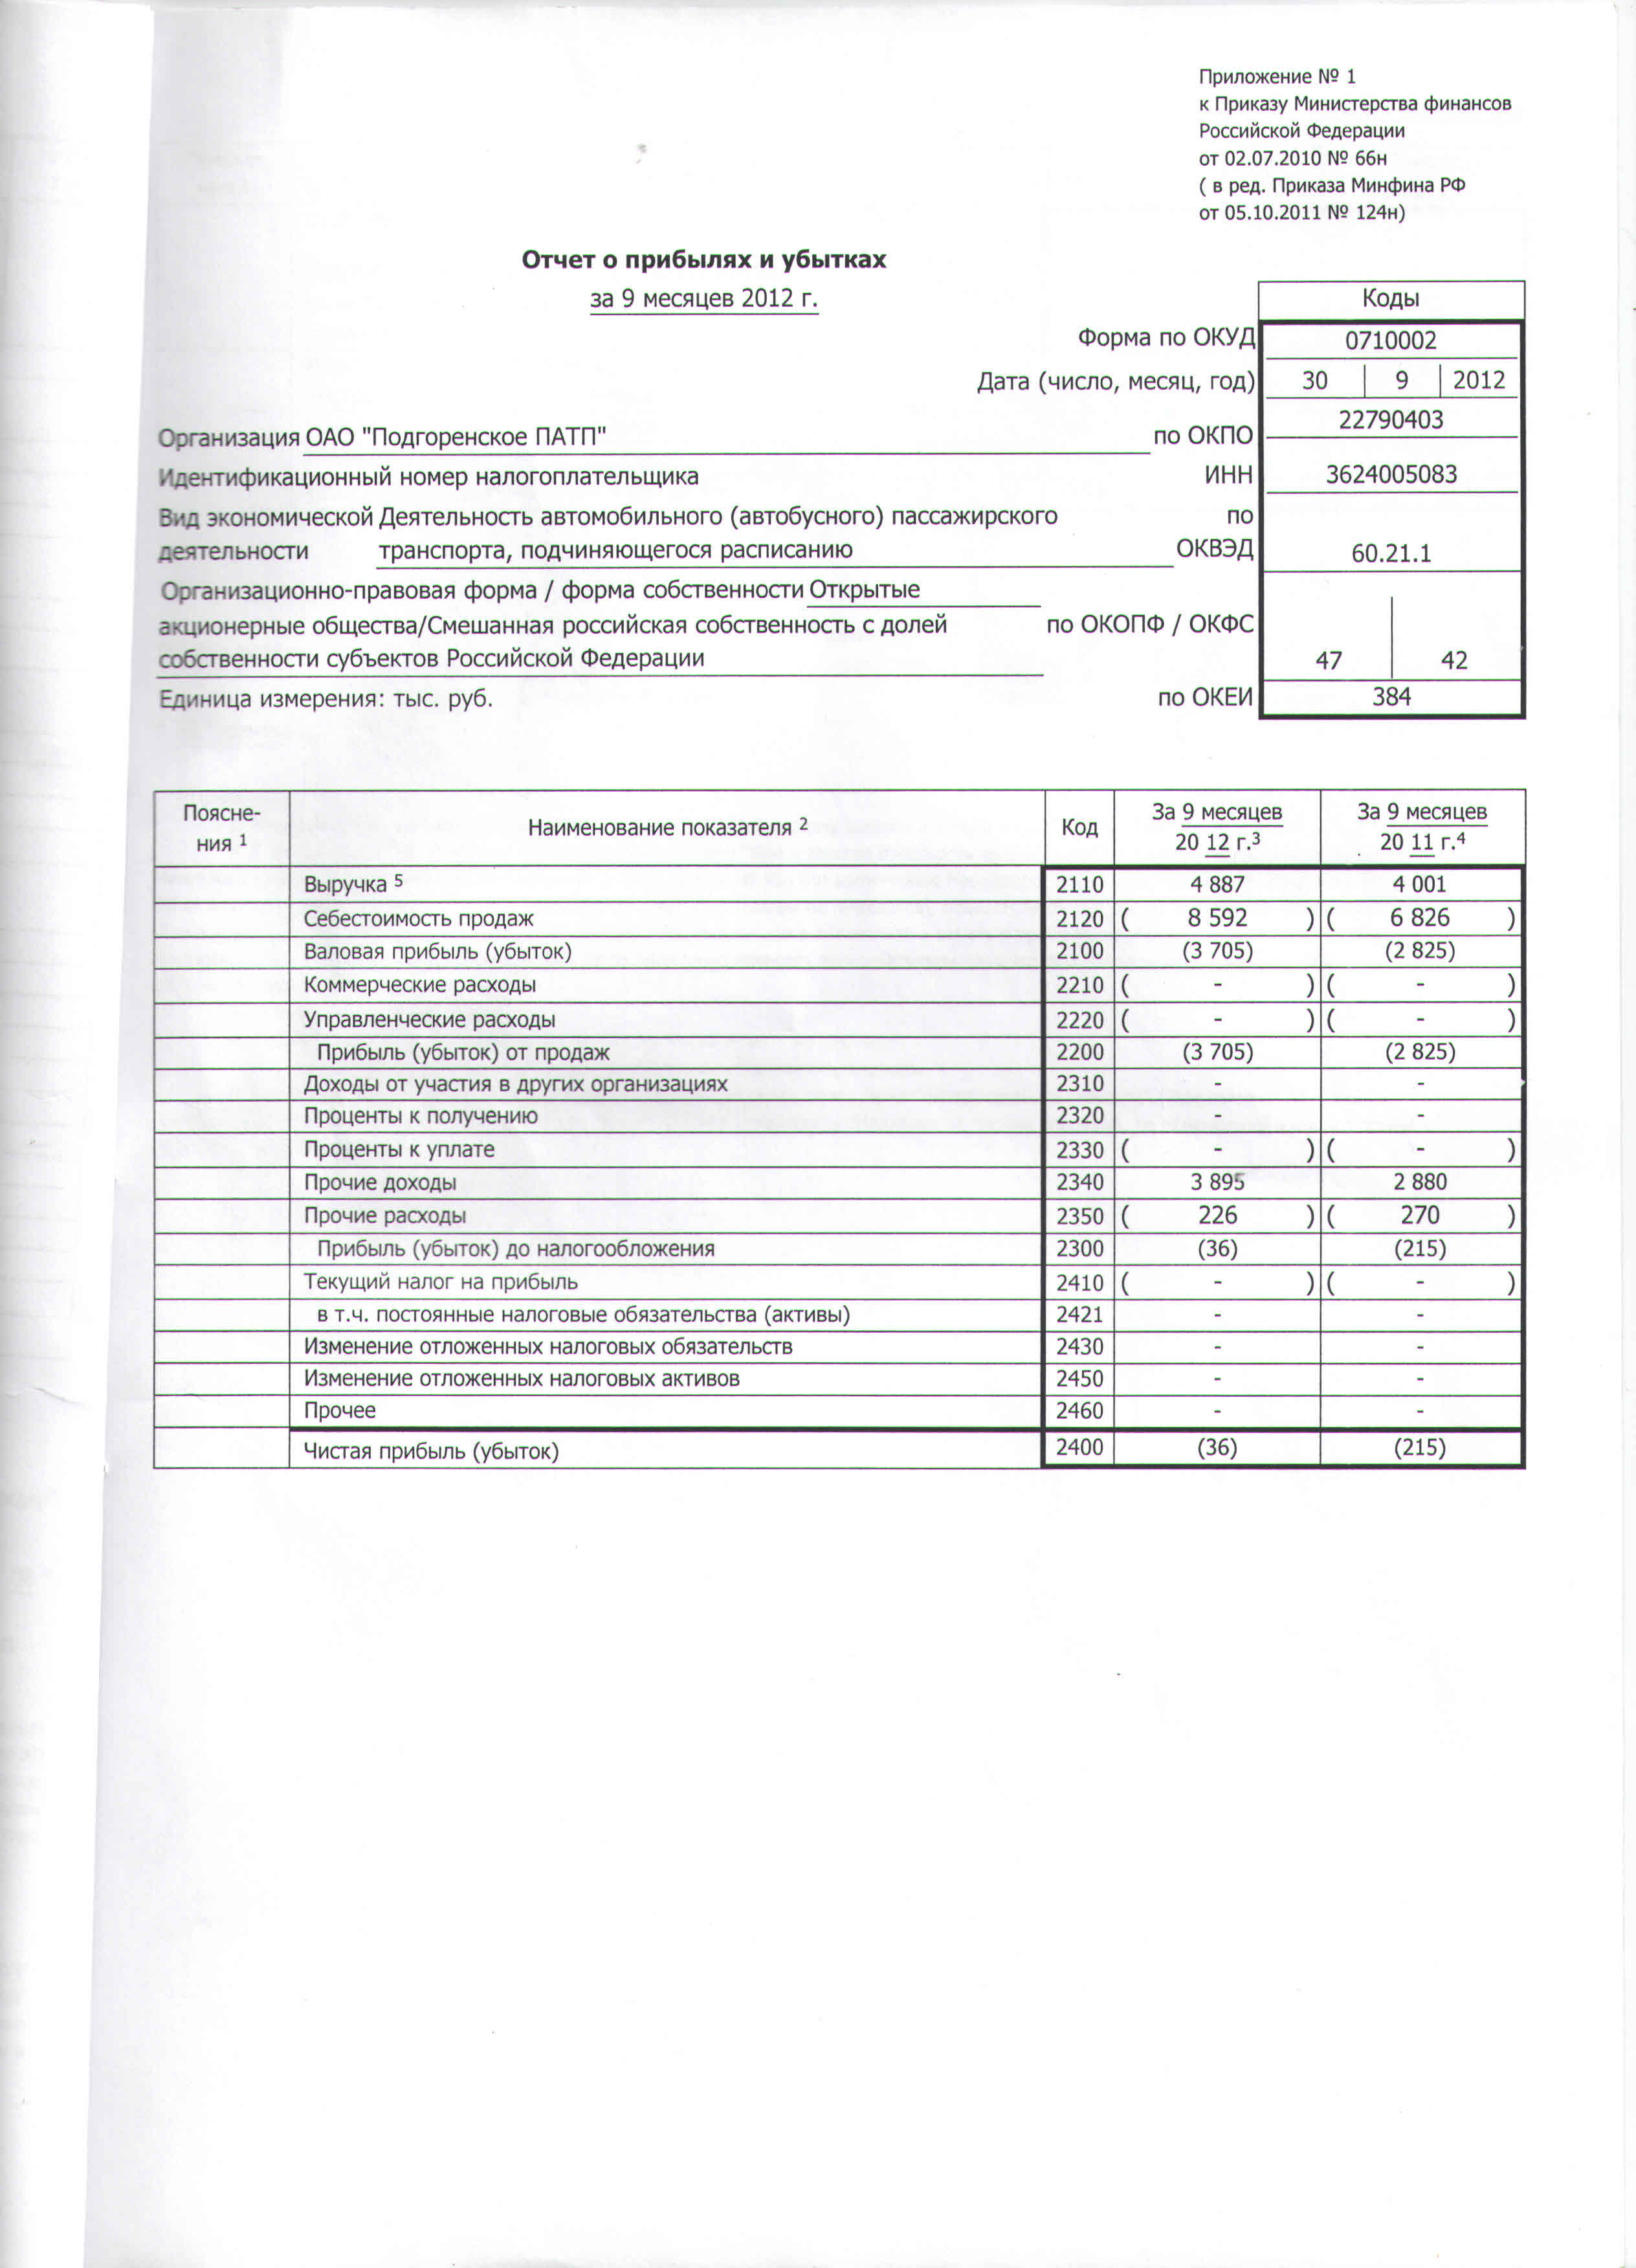 Приложение № 1
к Приказу Министерства финансов
Российской Федерации
от 02.07.2010 № 66н
( в ред. Приказа Минфина РФ
от 05.10.2011 № 124н)
Отчет о прибылях и убытках
за 9 месяцев 2012 г.
Коды
Форма по ОКУД 0710002
Дата (число, месяц, год) 30 9 2012
Организация ОАО "Подгоренское ПАТП" по ОКПО 22790403
Идентификационный номер налогоплательщика ИНН 3624005083
Вид экономической Деятельность автомобильного (автобусного) пассажирского по
деятельности транспорта, подчиняющегося расписанию ОКВЭД 60.21.1
Организационно-правовая форма / форма собственности Открытые
акционерные общества/Смешанная российская собственность с долей по ОКОПФ / ОКФС
собственности субъектов Российской Федерации 47 42
Единица измерения: тыс. руб. по ОКЕИ 384
Поясне-
ния 1
Наименование показателя 2
Код
За 9 месяцев
20 12 г.3
За 9 месяцев
20 11 г.4
Выручка 5 2110 4 887 4 001
Себестоимость продаж 2120 ( 8 592 ) ( 6 826 )
Валовая прибыль (убыток) 2100 (3 705) (2 825)
Коммерческие расходы 2210 ( - ) ( - )
Управленческие расходы 2220 ( - ) ( - )
Прибыль (убыток) от продаж 2200 (3 705) (2 825)
Доходы от участия в других организациях 2310 - -
Проценты к получению 2320 - -
Проценты к уплате 2330 ( - ) ( - )
Прочие доходы 2340 3 895 2 880
Прочие расходы 2350 ( 226 ) ( 270 )
Прибыль (убыток) до налогообложения 2300 (36) (215)
Текущий налог на прибыль 2410 ( - ) ( - )
в т.ч. постоянные налоговые обязательства (активы) 2421 - -
Изменение отложенных налоговых обязательств 2430 - -
Изменение отложенных налоговых активов 2450 - -
Прочее 2460 - -
Чистая прибыль (убыток) 2400 (36) (215)